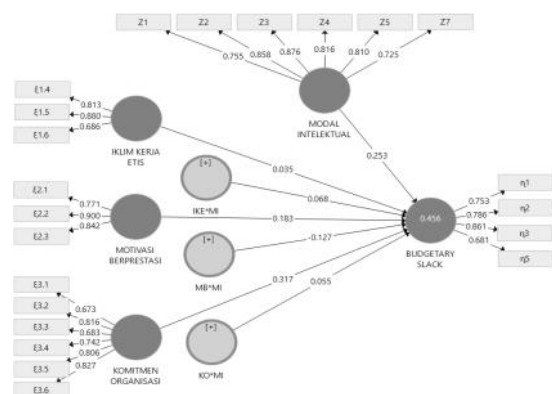 Z1
Z2
Z3
Z4
Z5
Z7
0.755
0.858
0.876
0.816
0.810
0.725
MODAL
INTELEKTUAL
0.253
ξ1.4
ξ1.5
ξ1.6
0.813
0.880
0.686
IKLIM KERJA
ETIS
0.035
[+]
IKE*MI
0.068
ξ2.1
ξ2.2
ξ2.3
0.771
0.900
0.842
MOTIVASI
BERPRESTASI
0.183
[+]
MB*MI
-0.127
ξ3.1
ξ3.2
ξ3.3
ξ3.4
ξ3.5
ξ3.6
0.673
0.816
0.683
0.742
0.806
0.827
KOMITMEN
ORGANISASI
0.317
[+]
KO*MI
0.055
0.456
BUDGETARY
SLACK
0.753
0.786
0.861
0.681
η1
η2
η3
η5